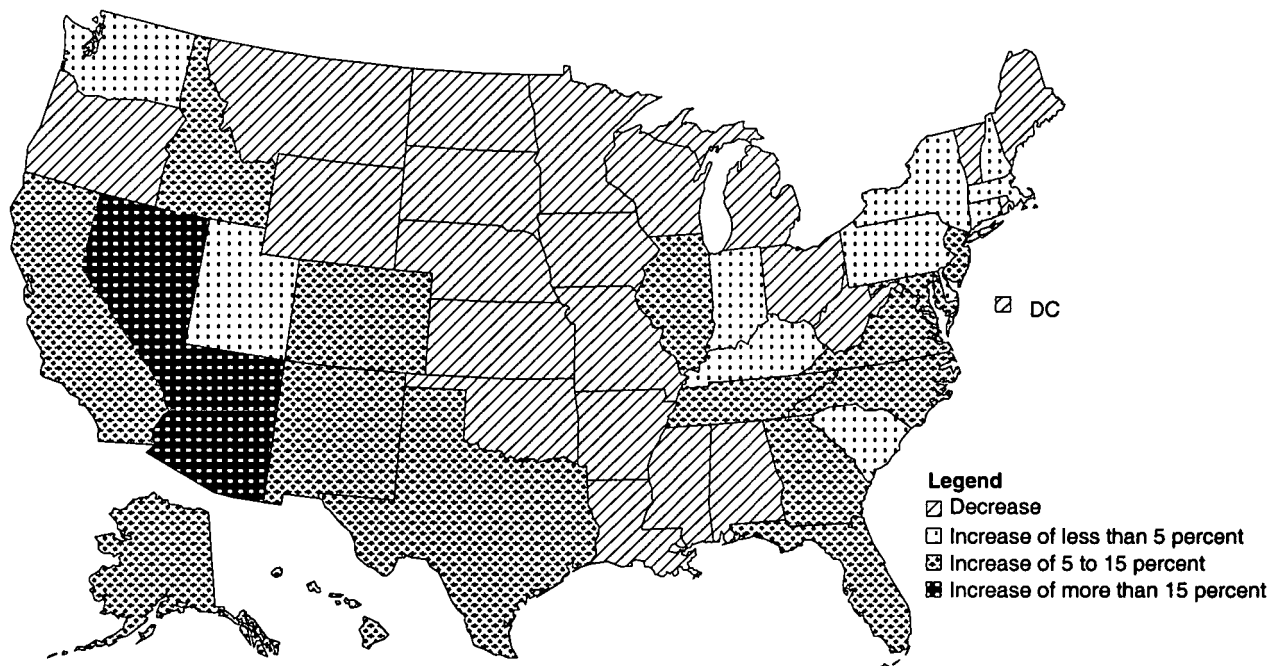 DC
Legend
Decrease
Increase of less than 5 percent
Increase of 5 to 15 percent
Increase of more than 15 percent